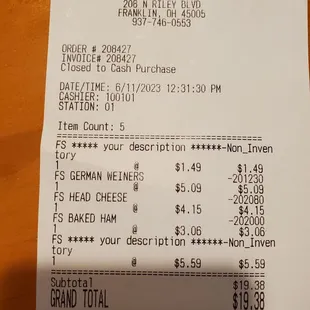 206 N RILEY BLVD
FRANKLIN, OH 45005
937-746-0553
ORDER # 208427
INVOICE# 208427
Closed to Cash Purchase
DATE/TIME: 6/11/2023 12:31:30 PM
CASHIER: 100101
STATION: 01
Item Count: 5
FS ***** your description ******-Non_Inven
tory
1 @ $1.49 $1.49
FS GERMAN WEINERS -201230
1 @ $5.09 $5.09
FS HEAD CHEESE -202080
1 @ $4.15 $4.15
FS BAKED HAM -202000
1 @ $3.06 $3.06
FS ***** your description ******-Non_Inven
tory
1 @ $5.59 $5.59
Subtotal $19.38
GRAND TOTAL $19.38